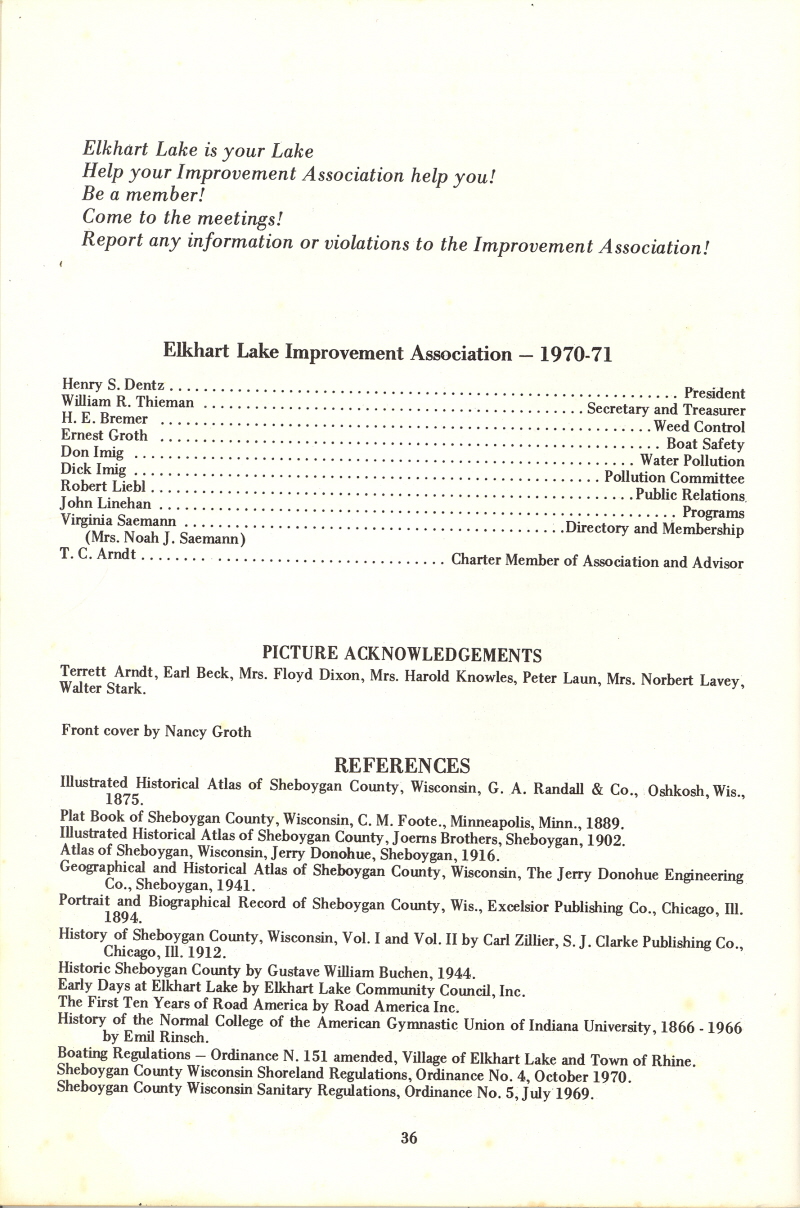 Elkhart Lake is your Lake
Help your Improvement Association help you!
Be a member!
Come to the meetings!
Report any information or violations to the Improvement Association!
Elkhart Lake Improvement Association — 1970-71
Henry S. Dentz . . . . . . . . . . . . . . . . . . . . President
William R. Thieman . . . . . . . . . . . . . . . . . . . . Secretary and Treasurer
H. E. Bremer . . . . . . . . . . . . . . . . . . . . Weed Control
Ernest Groth . . . . . . . . . . . . . . . . . . . . Boat Safety
Don Imig . . . . . . . . . . . . . . . . . . . . Water Pollution
Dick Imig . . . . . . . . . . . . . . . . . . . . Pollution Committee
Robert Liebl . . . . . . . . . . . . . . . . . . . . Public Relations
John Linehan . . . . . . . . . . . . . . . . . . . . Programs
Virginia Saemann . . . . . . . . . . . . . . . . . . . . Directory and Membership
(Mrs. Noah J. Saemann)
T. C. Arndt . . . . . . . . . . . . . . . . . . . . Charter Member of Association and Advisor
PICTURE ACKNOWLEDGEMENTS
Terrett Arndt, Earl Beck, Mrs. Floyd Dixon, Mrs. Harold Knowles, Peter Laun, Mrs. Norbert Lavey,
Walter Stark.
Front cover by Nancy Groth
REFERENCES
Illustrated Historical Atlas of Sheboygan County, Wisconsin, G. A. Randall & Co., Oshkosh, Wis.,
1875.
Plat Book of Sheboygan County, Wisconsin, C. M. Foote., Minneapolis, Minn., 1889.
Illustrated Historical Atlas of Sheboygan County, Joerns Brothers, Sheboygan, 1902.
Atlas of Sheboygan, Wisconsin, Jerry Donohue, Sheboygan, 1916.
Geographical and Historical Atlas of Sheboygan County, Wisconsin, The Jerry Donohue Engineering
Co., Sheboygan, 1941.
Portrait and Biographical Record of Sheboygan County, Wis., Excelsior Publishing Co., Chicago, Ill.
1894.
History of Sheboygan County, Wisconsin, Vol. I and Vol. II by Carl Zillier, S. J. Clarke Publishing Co.,
Chicago, Ill. 1912.
Historic Sheboygan County by Gustave William Buchen, 1944.
Early Days at Elkhart Lake by Elkhart Lake Community Council, Inc.
The First Ten Years of Road America by Road America Inc.
History of the Normal College of the American Gymnastic Union of Indiana University, 1866 - 1966
by Emil Rinsch.
Boating Regulations — Ordinance N. 151 amended, Village of Elkhart Lake and Town of Rhine.
Sheboygan County Wisconsin Shoreland Regulations, Ordinance No. 4, October 1970.
Sheboygan County Wisconsin Sanitary Regulations, Ordinance No. 5, July 1969.
36